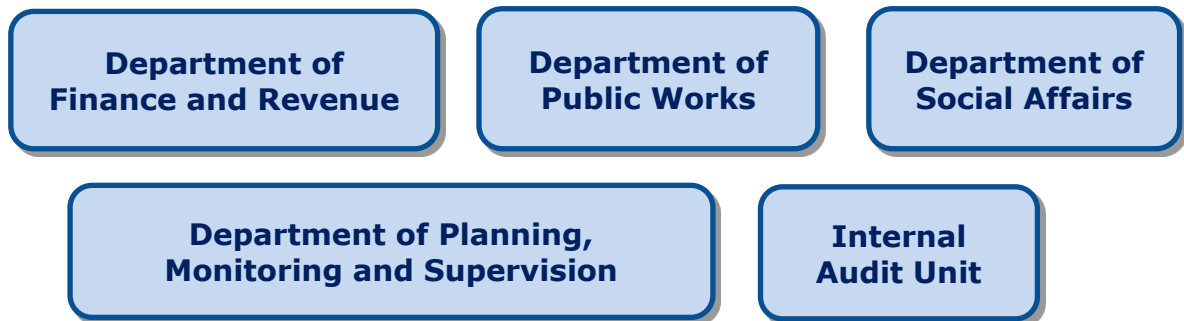 Department of
Finance and Revenue
Department of
Public Works
Department of
Social Affairs
Department of Planning,
Monitoring and Supervision
Internal
Audit Unit